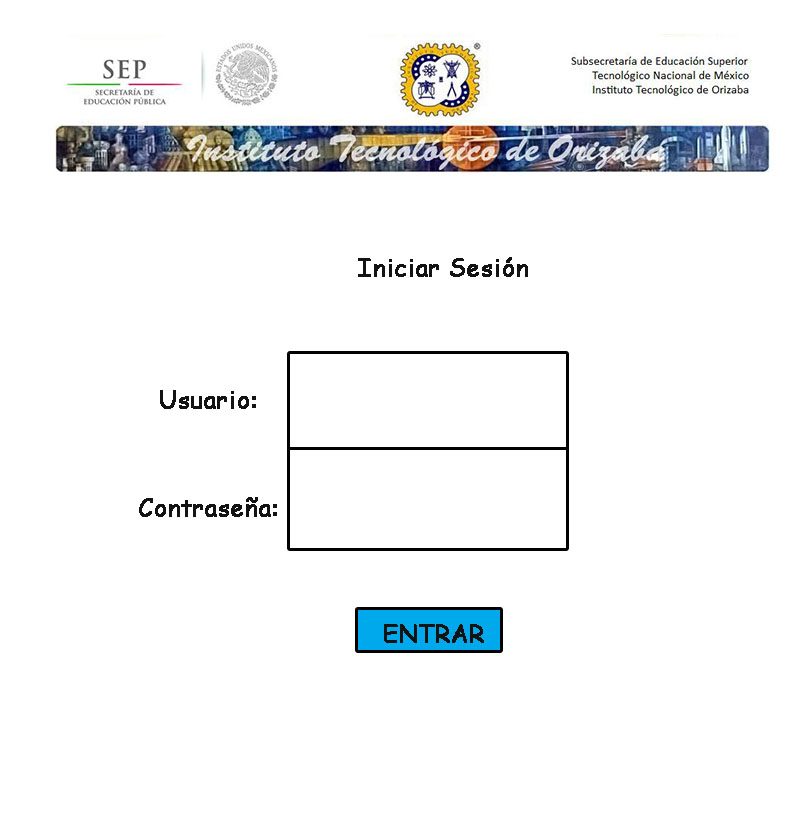 SEP
SECRETARÍA DE
EDUCACIÓN PÚBLICA
ESTADOS UNIDOS MEXICANOS
®
Subsecretaría de Educación Superior
Tecnológico Nacional de México
Instituto Tecnológico de Orizaba
Instituto Tecnológico de Orizaba
Iniciar Sesión
Usuario:
Contraseña:
ENTRAR